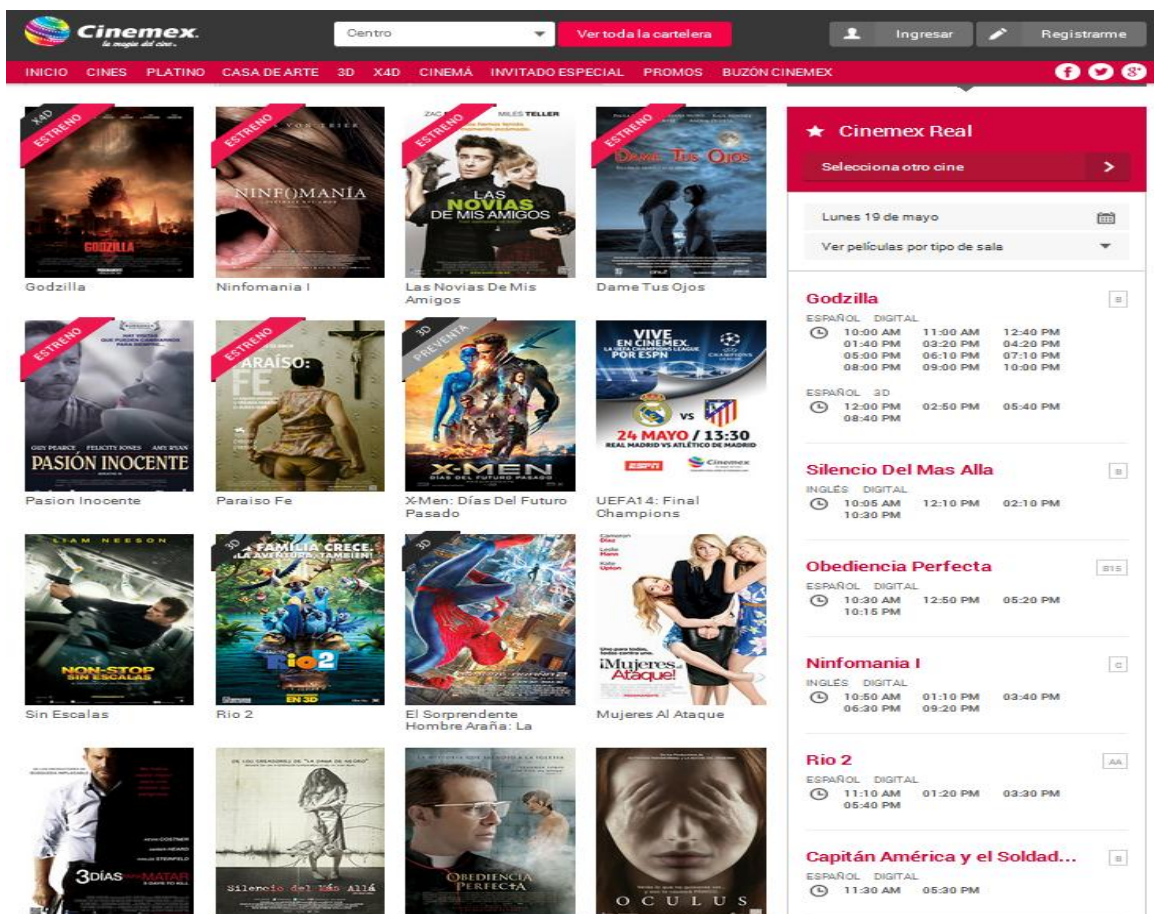 Cinemex.
la magia del cine.
Centro
Ver toda la cartelera
Ingresar
Registrarme
INICIO CINES PLATINO CASA DE ARTE 3D X4D CINEMÁ INVITADO ESPECIAL PROMOS BUZÓN CINEMEX
X4D
ESTRENO
GODZILLA
Godzilla
ESTRENO
VON TRIER
NINF()MANÍA
Ninfomania I
ESTRENO
ZAC
MILES TELLER
LAS
NOVIAS
DE MIS AMIGOS
Las Novias De Mis
Amigos
ESTRENO
DAME TUS OJOS
Dame Tus Ojos
ESTRENO
GUY PEARCE FELICITY JONES AMY RYAN
PASIÓN INOCENTE
Pasion Inocente
ESTRENO
PARAÍSO:
FE
Paraiso Fe
3D
PREVENTA
X-MEN
DÍAS DEL FUTURO PASADO
X-Men: Días Del Futuro
Pasado
VIVE
EN CINEMEX.
LA UEFA CHAMPIONS LEAGUE
POR ESPN
CHAMPIONS
VS
24 MAYO / 13:30
REAL MADRID VS ATLÉTICO DE MADRID
ESPN
Cinemex
UEFA14: Final
Champions
LIAM NEESON
NON-STOP
SIN ESCALAS
Sin Escalas
3D
FAMILIA CRECE.
¡LA AVENTURA TAMBIÉN!
Rio2
EN 3D
Rio 2
3D
El Sorprendente
Hombre Araña: La
Cameron
Diaz
Leslie
Mann
Kate
Upton
Una para todas,
todas contra uno.
¡Mujeres al
Ataque!
Mujeres Al Ataque
KEVIN COSTNER
AMBER HEARD
HAILEE STEINFELD
3DÍAS PARA MATAR
3 DAYS TO KILL
DE LOS CREADORES DE "LA DAMA DE NEGRO"
Silencio del Más Allá
OBEDIENCIA
PERFECTA
OCULUS
Cinemex Real
Selecciona otro cine
Lunes 19 de mayo
Ver películas por tipo de sala
Godzilla B
ESPAÑOL DIGITAL
10:00 AM 11:00 AM 12:40 PM
01:40 PM 03:20 PM 04:20 PM
05:00 PM 06:10 PM 07:10 PM
08:00 PM 09:00 PM 10:00 PM
ESPAÑOL 3D
12:00 PM 02:50 PM 05:40 PM
08:40 PM
Silencio Del Mas Alla B
INGLÉS DIGITAL
10:05 AM 12:10 PM 02:10 PM
10:30 PM
Obediencia Perfecta B15
ESPAÑOL DIGITAL
10:30 AM 12:50 PM 05:20 PM
10:15 PM
Ninfomania I C
INGLÉS DIGITAL
10:50 AM 01:10 PM 03:40 PM
06:30 PM 09:20 PM
Rio 2 AA
ESPAÑOL DIGITAL
11:10 AM 01:20 PM 03:30 PM
05:40 PM
Capitán América y el Soldad... B
ESPAÑOL DIGITAL
11:30 AM 05:30 PM